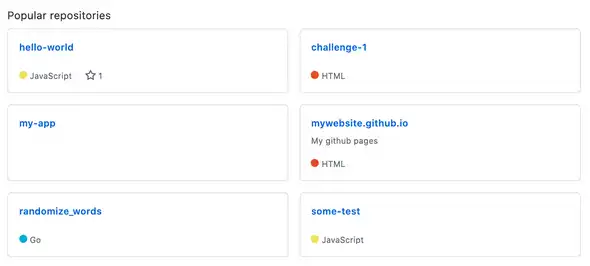 Popular repositories
hello-world
JavaScript 1
challenge-1
HTML
my-app
mywebsite.github.io
My github pages
HTML
randomize_words
Go
some-test
JavaScript